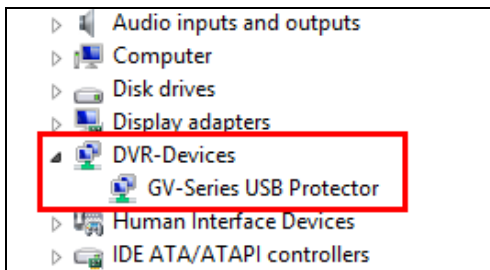 Audio inputs and outputs
Computer
Disk drives
Display adapters
DVR-Devices
GV-Series USB Protector
Human Interface Devices
IDE ATA/ATAPI controllers